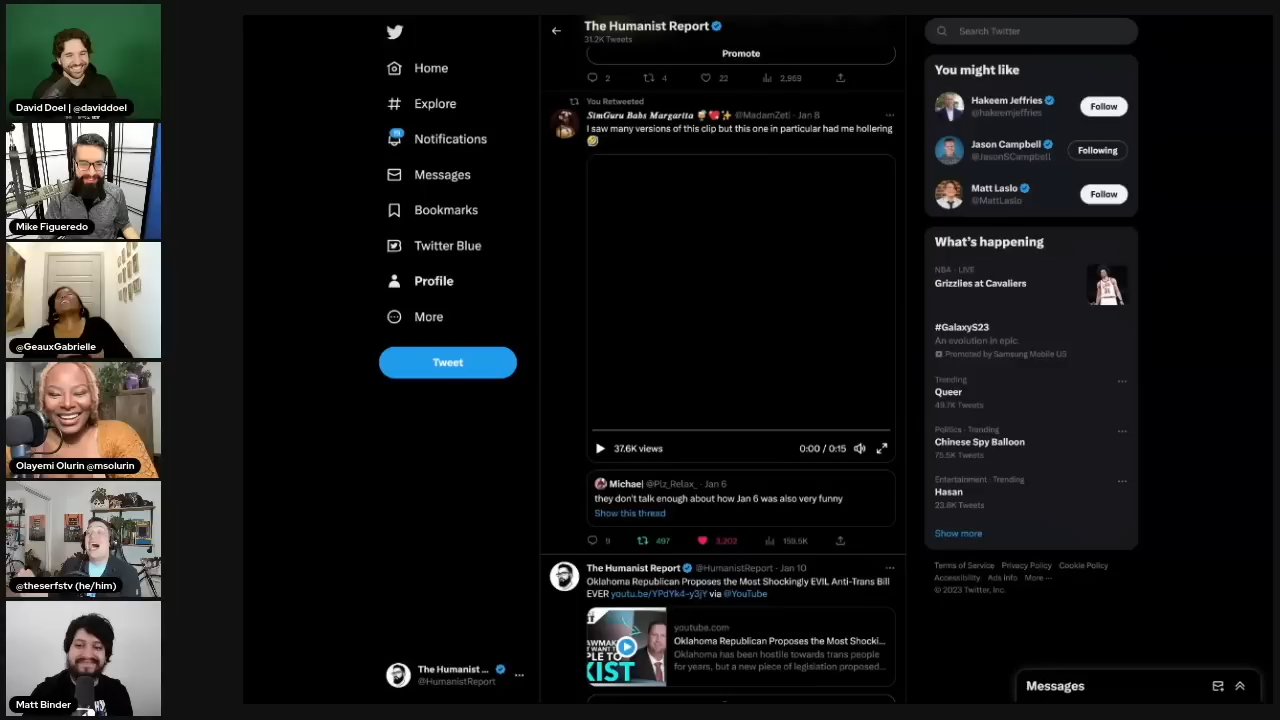 David Doel | @daviddoel
Mike Figueredo
@GeauxGabrielle
Olayemi Olurin @msolurin
@theserfstv (he/him)
Matt Binder
Home
Explore
Notifications
Messages
Bookmarks
Twitter Blue
Profile
More
Tweet
The Humanist ...
@HumanistReport
The Humanist Report
31.2K Tweets
Promote
2
4
22
2,969
You Retweeted
SimGuru Babs Margarita @MadamZeti · Jan 8
I saw many versions of this clip but this one in particular had me hollering
🤣
37.6K views
0:00 / 0:15
Michael @Plz_Relax_ · Jan 6
they don't talk enough about how Jan 6 was also very funny
Show this thread
9
497
3,202
159.5K
The Humanist Report @HumanistReport · Jan 10
Oklahoma Republican Proposes the Most Shockingly EVIL Anti-Trans Bill
EVER youtu.be/YPdYk4-y3jY via @YouTube
youtube.com
Oklahoma Republican Proposes the Most Shocki...
Oklahoma has been hostile towards trans people
for years, but a new piece of legislation proposed...
Search Twitter
You might like
Hakeem Jeffries
@hakeemjeffries
Follow
Jason Campbell
@JasonSCampbell
Following
Matt Laslo
@MattLaslo
Follow
What's happening
NBA · LIVE
Grizzlies at Cavaliers
#GalaxyS23
An evolution in epic.
Promoted by Samsung Mobile US
Trending
Queer
49.7K Tweets
Politics · Trending
Chinese Spy Balloon
75.5K Tweets
Entertainment · Trending
Hasan
23.8K Tweets
Show more
Terms of Service Privacy Policy Cookie Policy
Accessibility Ads info More ···
© 2023 Twitter, Inc.
Messages